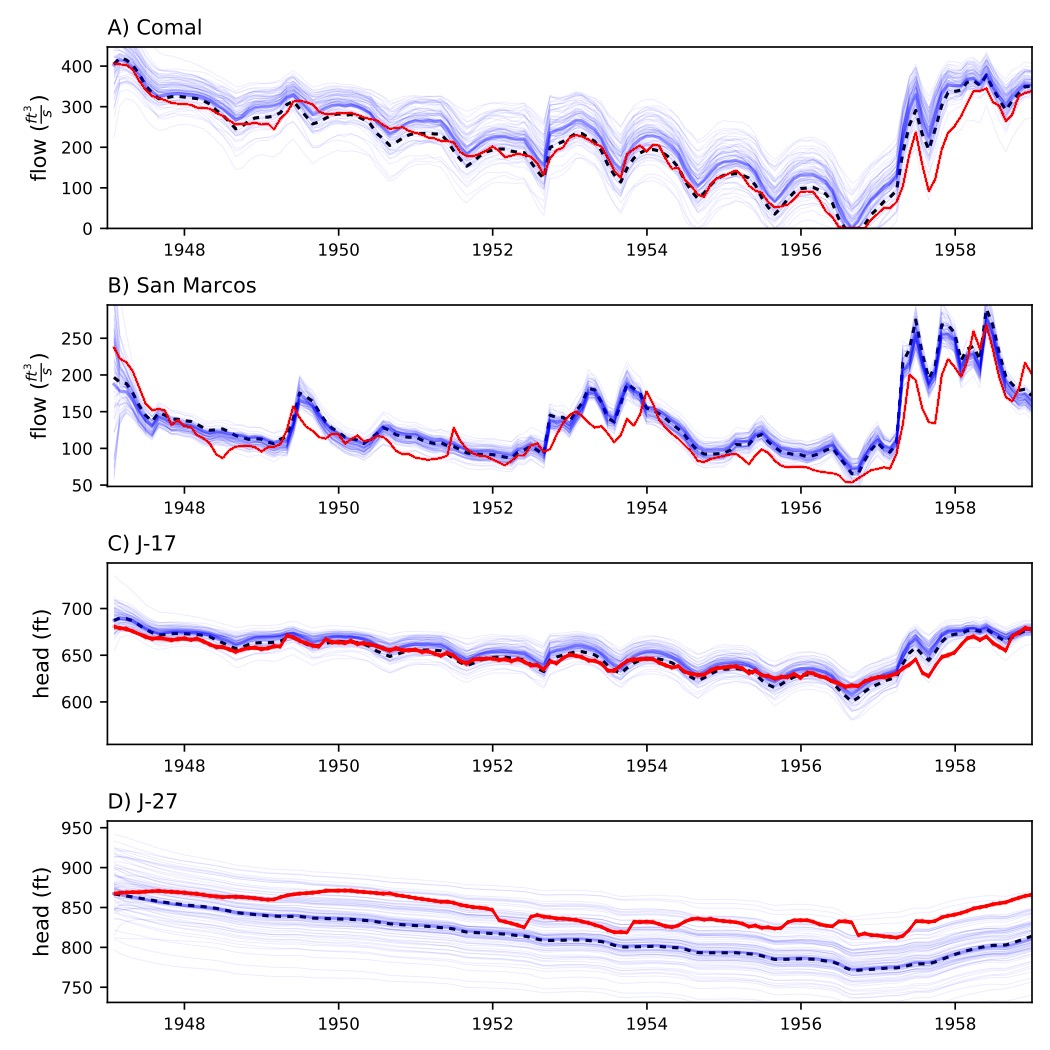 A) Comal
flow (ft³/s)
400
300
200
100
0
1948 1950 1952 1954 1956 1958
B) San Marcos
flow (ft³/s)
250
200
150
100
50
1948 1950 1952 1954 1956 1958
C) J-17
head (ft)
700
650
600
1948 1950 1952 1954 1956 1958
D) J-27
head (ft)
950
900
850
800
750
1948 1950 1952 1954 1956 1958